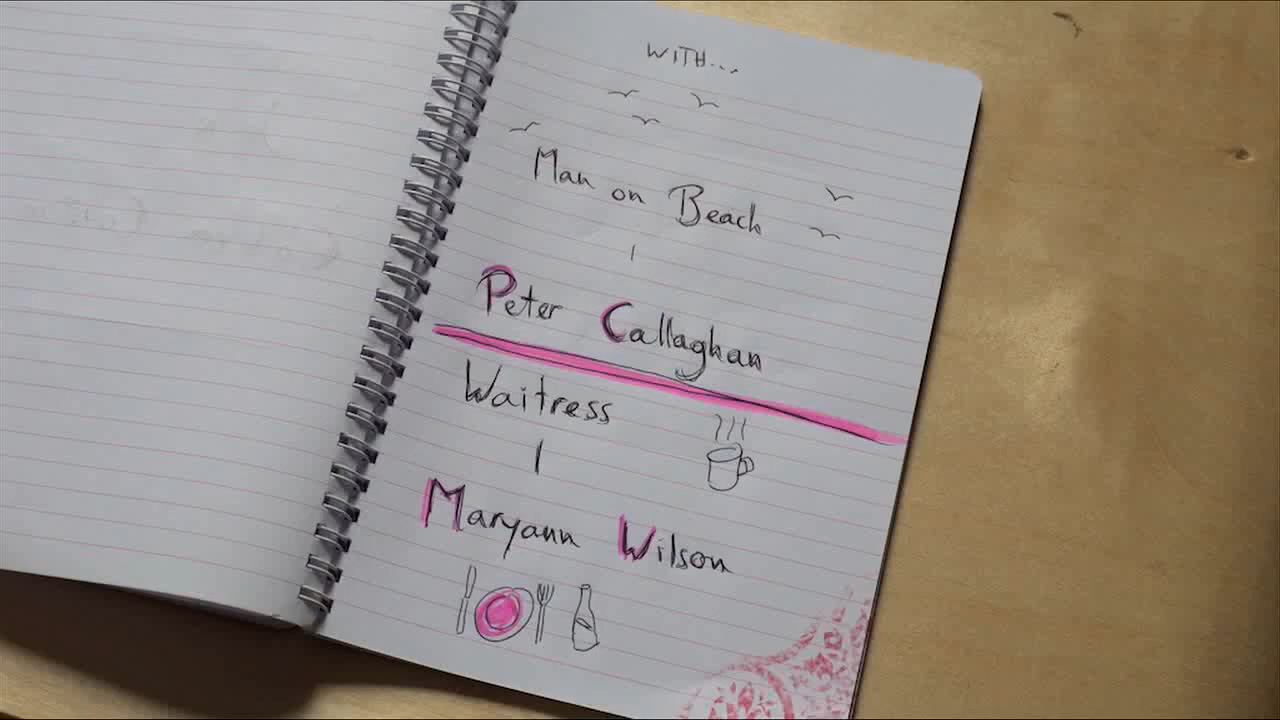 WITH...
Man on Beach
Peter Callaghan
Waitress
Maryann Wilson